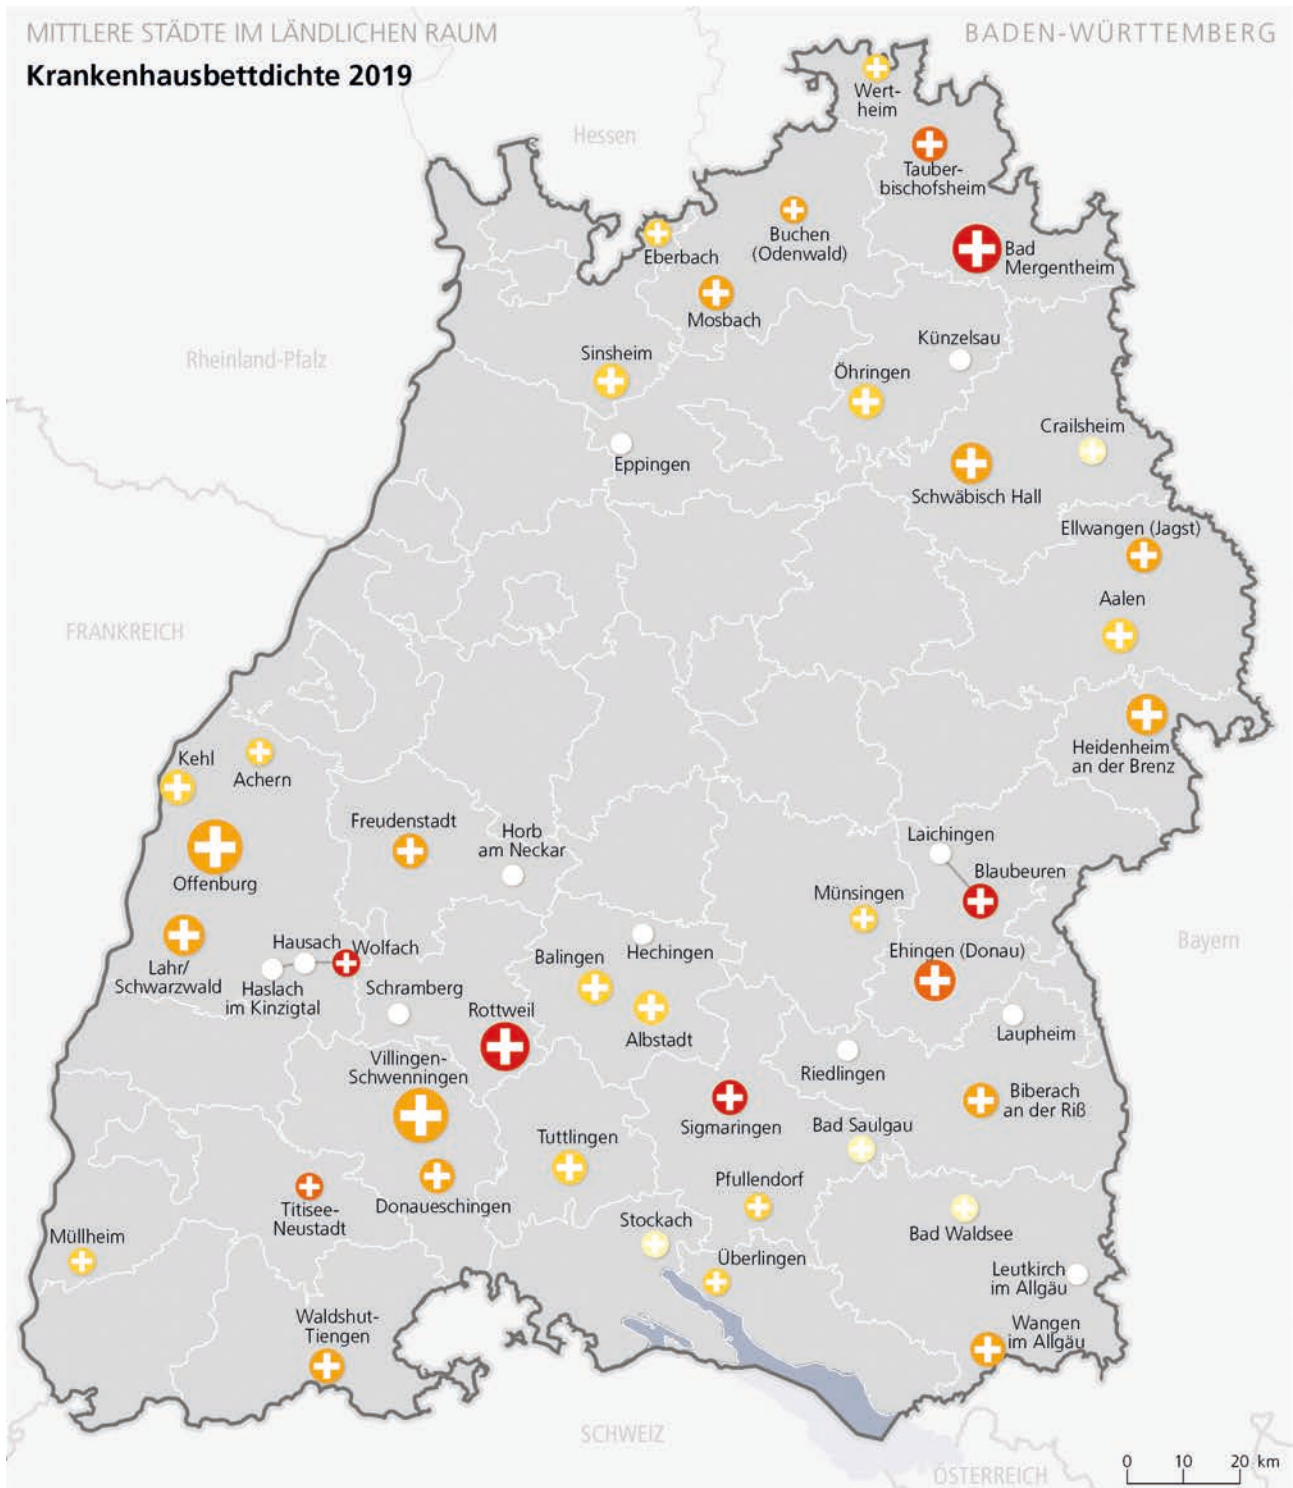 MITTLERE STÄDTE IM LÄNDLICHEN RAUM
BADEN-WÜRTTEMBERG
Krankenhausbettdichte 2019
Wert-
heim
Hessen
Tauber-
bischofsheim
Buchen
(Odenwald)
Eberbach
Bad
Mergentheim
Mosbach
Künzelsau
Rheinland-Pfalz
Sinsheim
Öhringen
Crailsheim
Eppingen
Schwäbisch Hall
Ellwangen (Jagst)
Aalen
FRANKREICH
Heidenheim
an der Brenz
Kehl
Achern
Freudenstadt
Horb
am Neckar
Laichingen
Blaubeuren
Offenburg
Münsingen
Hausach
Wolfach
Hechingen
Bayern
Balingen
Ehingen (Donau)
Lahr/
Schwarzwald
Haslach
im Kinzigtal
Schramberg
Rottweil
Albstadt
Laupheim
Villingen-
Schwenningen
Riedlingen
Biberach
an der Riß
Sigmaringen
Bad Saulgau
Tuttlingen
Pfullendorf
Donaueschingen
Titisee-
Neustadt
Stockach
Bad Waldsee
Müllheim
Überlingen
Leutkirch
im Allgäu
Waldshut-
Tiengen
Wangen
im Allgäu
SCHWEIZ
ÖSTERREICH
0 10 20 km